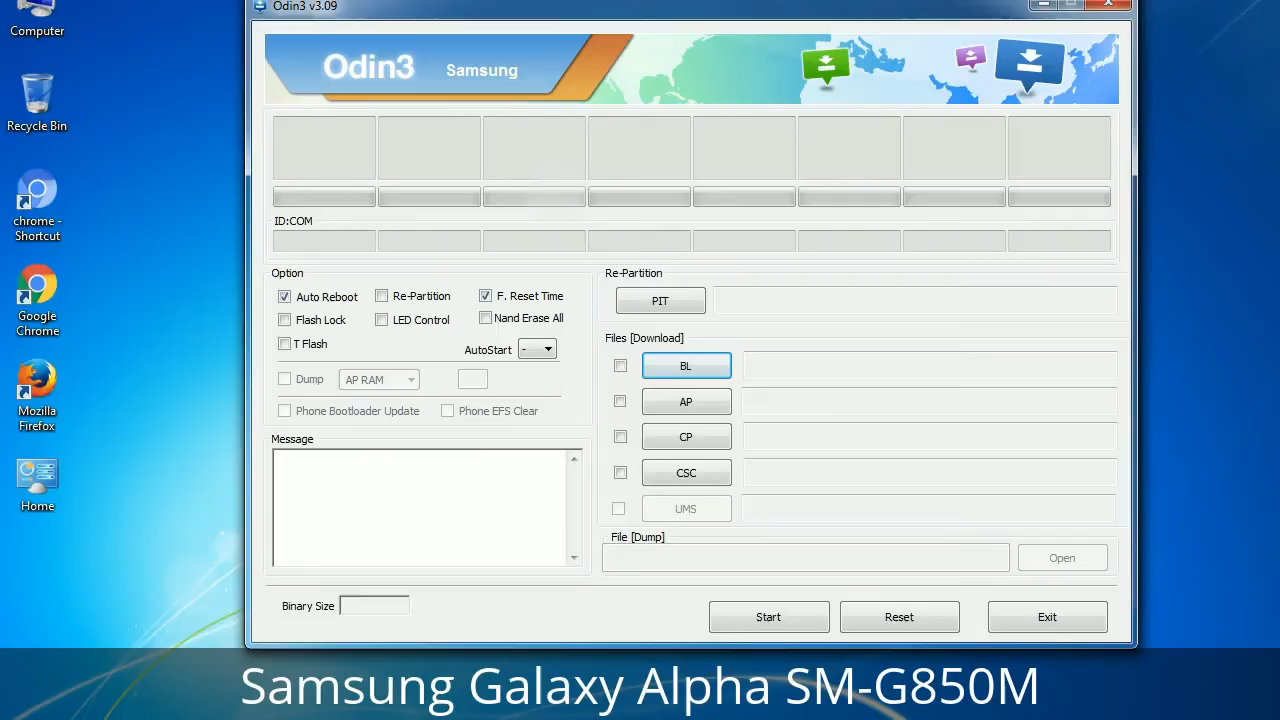 Odin3 v3.09
Computer
Odin3 Samsung
Recycle Bin
chrome -
Shortcut
ID:COM
Google
Chrome
Option
Auto Reboot Re-Partition F. Reset Time
Flash Lock LED Control Nand Erase All
T Flash AutoStart -
Dump AP RAM
Phone Bootloader Update Phone EFS Clear
Re-Partition
PIT
Files [Download]
BL
AP
CP
CSC
UMS
Mozilla
Firefox
Home
Message
File [Dump]
Open
Binary Size
Start Reset Exit
Samsung Galaxy Alpha SM-G850M